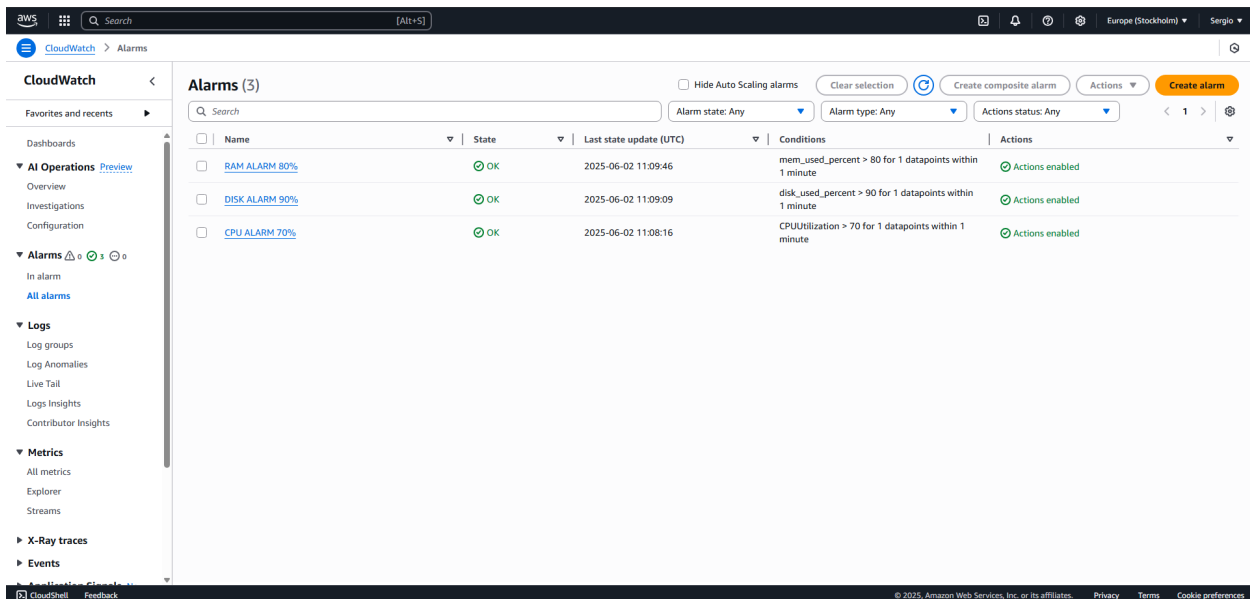 aws
Search [Alt+S]
Europe (Stockholm) Sergio
CloudWatch > Alarms
CloudWatch
Favorites and recents
Dashboards
AI Operations Preview
Overview
Investigations
Configuration
Alarms 0 3 0
In alarm
All alarms
Logs
Log groups
Log Anomalies
Live Tail
Logs Insights
Contributor Insights
Metrics
All metrics
Explorer
Streams
X-Ray traces
Events
Alarms (3)
Hide Auto Scaling alarms Clear selection Create composite alarm Actions Create alarm
Search Alarm state: Any Alarm type: Any Actions status: Any 1
Name State Last state update (UTC) Conditions Actions
RAM ALARM 80% OK 2025-06-02 11:09:46 mem_used_percent > 80 for 1 datapoints within Actions enabled
1 minute
DISK ALARM 90% OK 2025-06-02 11:09:09 disk_used_percent > 90 for 1 datapoints within Actions enabled
1 minute
CPU ALARM 70% OK 2025-06-02 11:08:16 CPUUtilization > 70 for 1 datapoints within 1 Actions enabled
minute
CloudShell Feedback © 2025, Amazon Web Services, Inc. or its affiliates. Privacy Terms Cookie preferences